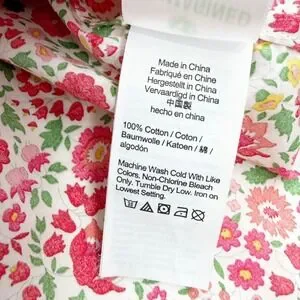 Made in China
Fabriqué en Chine
Hergestellt in China
Vervaardigd in China
中国製
hecho en china
100% Cotton / Coton /
Baumwolle / Katoen / 綿 /
algodón
Machine Wash Cold With Like
Colors. Non-Chlorine Bleach
Only. Tumble Dry Low. Iron on
Lowest Setting.